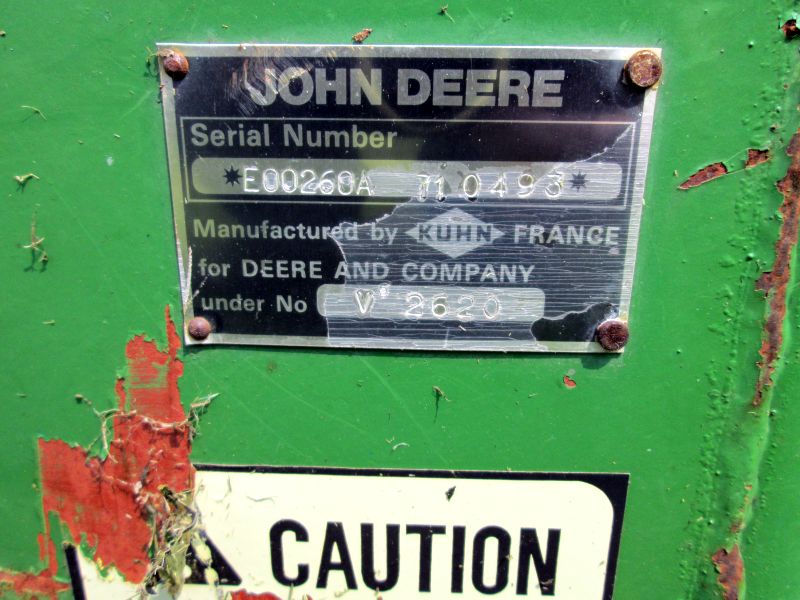 JOHN DEERE
Serial Number
*E00260A 710493*
Manufactured by KUHN FRANCE
for DEERE AND COMPANY
under No V 2620
CAUTION